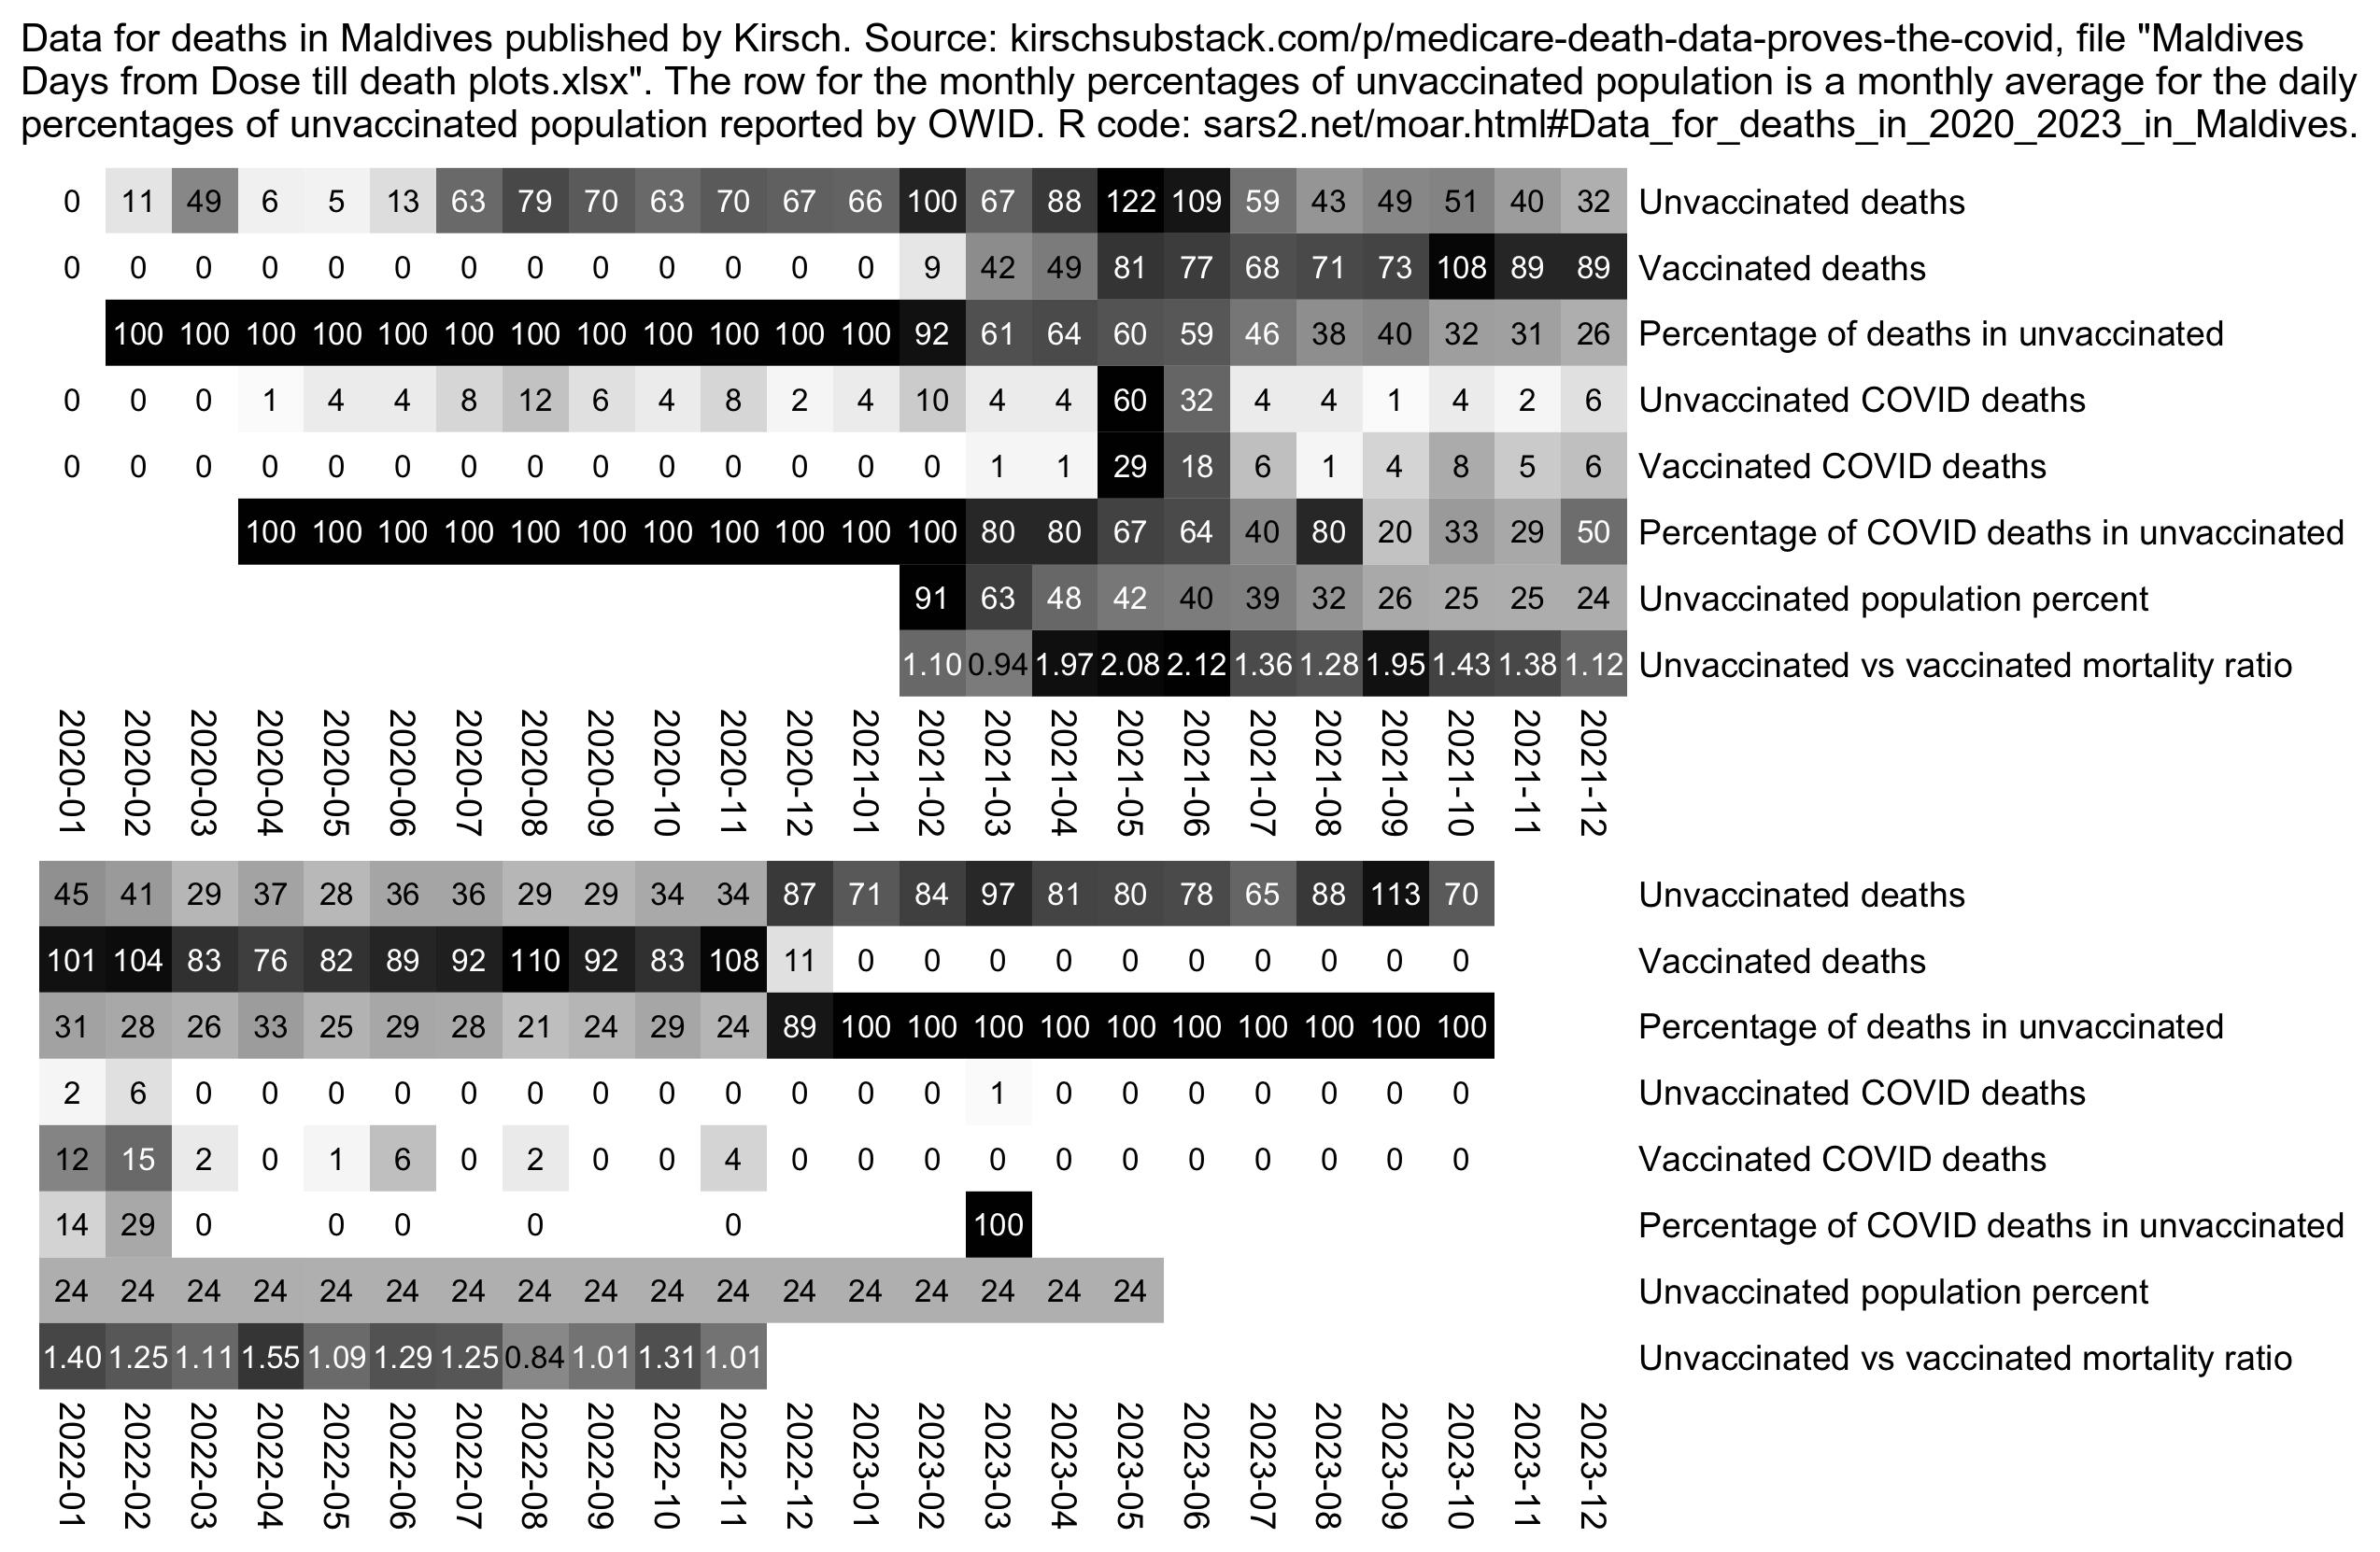 Data for deaths in Maldives published by Kirsch. Source: kirschsubstack.com/p/medicare-death-data-proves-the-covid, file "Maldives
Days from Dose till death plots.xlsx". The row for the monthly percentages of unvaccinated population is a monthly average for the daily
percentages of unvaccinated population reported by OWID. R code: sars2.net/moar.html#Data_for_deaths_in_2020_2023_in_Maldives.
0 11 49 6 5 13 63 79 70 63 70 67 66 100 67 88 122 109 59 43 49 51 40 32 Unvaccinated deaths
0 0 0 0 0 0 0 0 0 0 0 0 0 9 42 49 81 77 68 71 73 108 89 89 Vaccinated deaths
100 100 100 100 100 100 100 100 100 100 100 100 92 61 64 60 59 46 38 40 32 31 26 Percentage of deaths in unvaccinated
0 0 0 1 4 4 8 12 6 4 8 2 4 10 4 4 60 32 4 4 1 4 2 6 Unvaccinated COVID deaths
0 0 0 0 0 0 0 0 0 0 0 0 0 0 1 1 29 18 6 1 4 8 5 6 Vaccinated COVID deaths
100 100 100 100 100 100 100 100 100 100 100 80 80 67 64 40 80 20 33 29 50 Percentage of COVID deaths in unvaccinated
91 63 48 42 40 39 32 26 25 25 24 Unvaccinated population percent
1.10 0.94 1.97 2.08 2.12 1.36 1.28 1.95 1.43 1.38 1.12 Unvaccinated vs vaccinated mortality ratio
2020-01 2020-02 2020-03 2020-04 2020-05 2020-06 2020-07 2020-08 2020-09 2020-10 2020-11 2020-12 2021-01 2021-02 2021-03 2021-04 2021-05 2021-06 2021-07 2021-08 2021-09 2021-10 2021-11 2021-12
45 41 29 37 28 36 36 29 29 34 34 87 71 84 97 81 80 78 65 88 113 70 Unvaccinated deaths
101 104 83 76 82 89 92 110 92 83 108 11 0 0 0 0 0 0 0 0 0 0 Vaccinated deaths
31 28 26 33 25 29 28 21 24 29 24 89 100 100 100 100 100 100 100 100 100 100 Percentage of deaths in unvaccinated
2 6 0 0 0 0 0 0 0 0 0 0 0 0 1 0 0 0 0 0 0 0 Unvaccinated COVID deaths
12 15 2 0 1 6 0 2 0 0 4 0 0 0 0 0 0 0 0 0 0 0 Vaccinated COVID deaths
14 29 0 0 0 0 0 100 Percentage of COVID deaths in unvaccinated
24 24 24 24 24 24 24 24 24 24 24 24 24 24 24 24 24 Unvaccinated population percent
1.40 1.25 1.11 1.55 1.09 1.29 1.25 0.84 1.01 1.31 1.01 Unvaccinated vs vaccinated mortality ratio
2022-01 2022-02 2022-03 2022-04 2022-05 2022-06 2022-07 2022-08 2022-09 2022-10 2022-11 2022-12 2023-01 2023-02 2023-03 2023-04 2023-05 2023-06 2023-07 2023-08 2023-09 2023-10 2023-11 2023-12